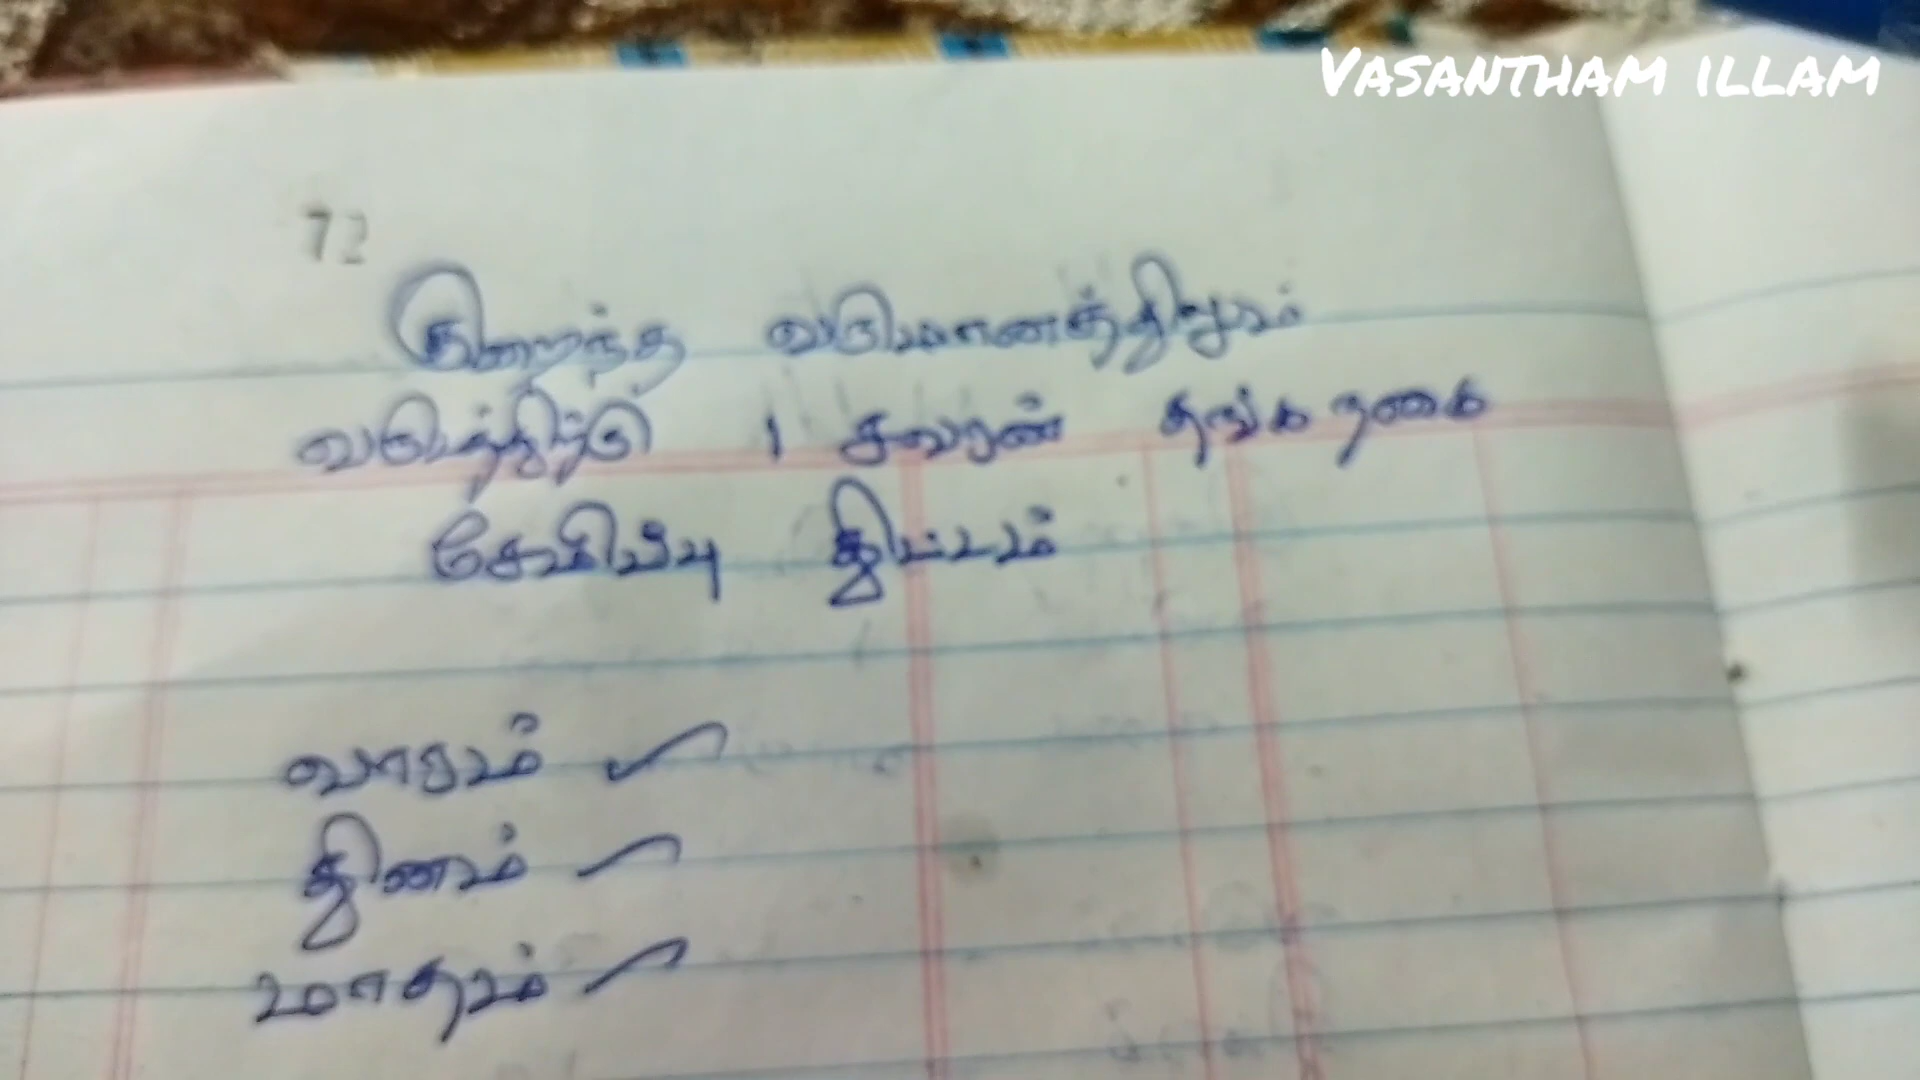 VASANTHAM ILLAM
72
குறைந்த வருமானத்திலும்
வருடத்திற்கு 1 சவரன் தங்க நகை
சேமிப்பு திட்டம்
வாரம்
தினம்
மாதம்